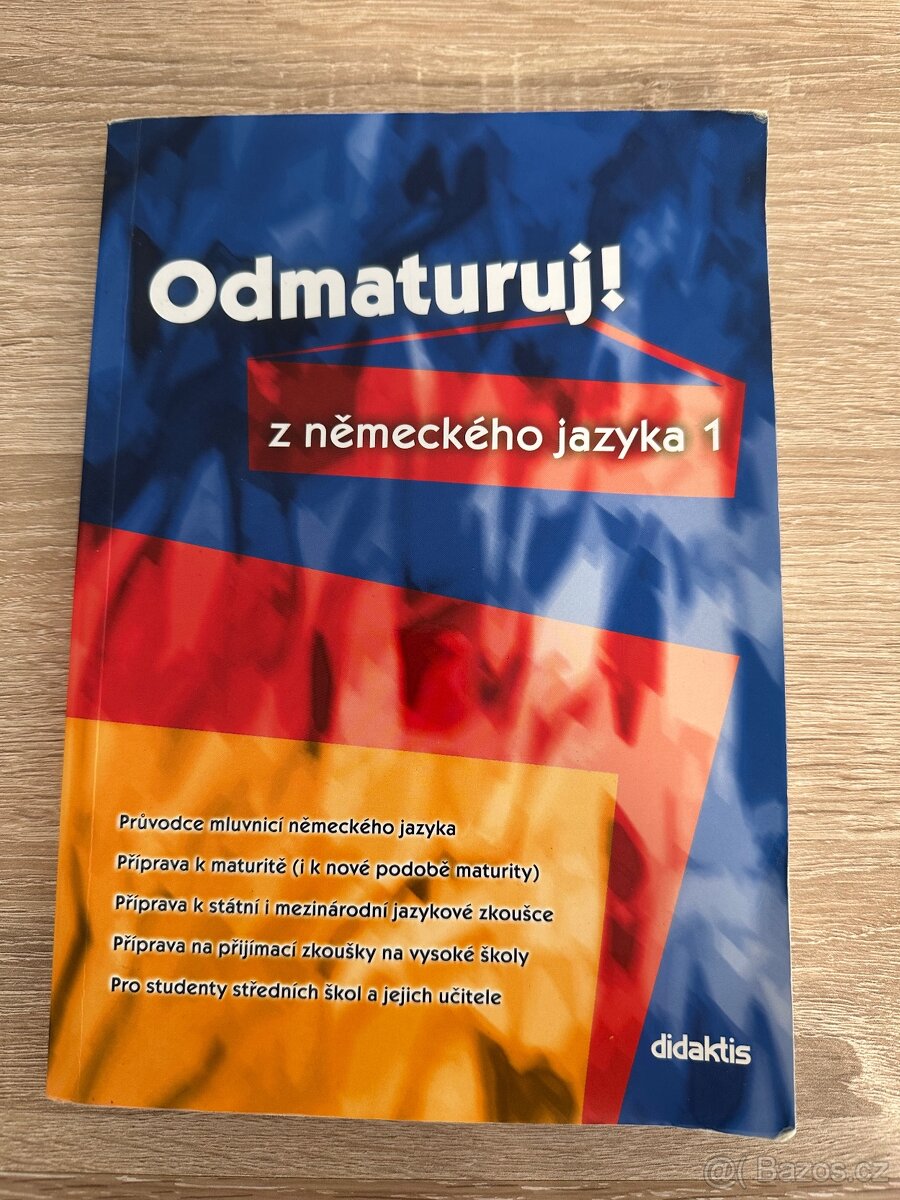 Odmaturuj!
z německého jazyka 1
Průvodce mluvnicí německého jazyka
Příprava k maturitě (i k nové podobě maturity)
Příprava k státní i mezinárodní jazykové zkoušce
Příprava na přijímací zkoušky na vysoké školy
Pro studenty středních škol a jejich učitele
didaktis
@( Bazos.cz